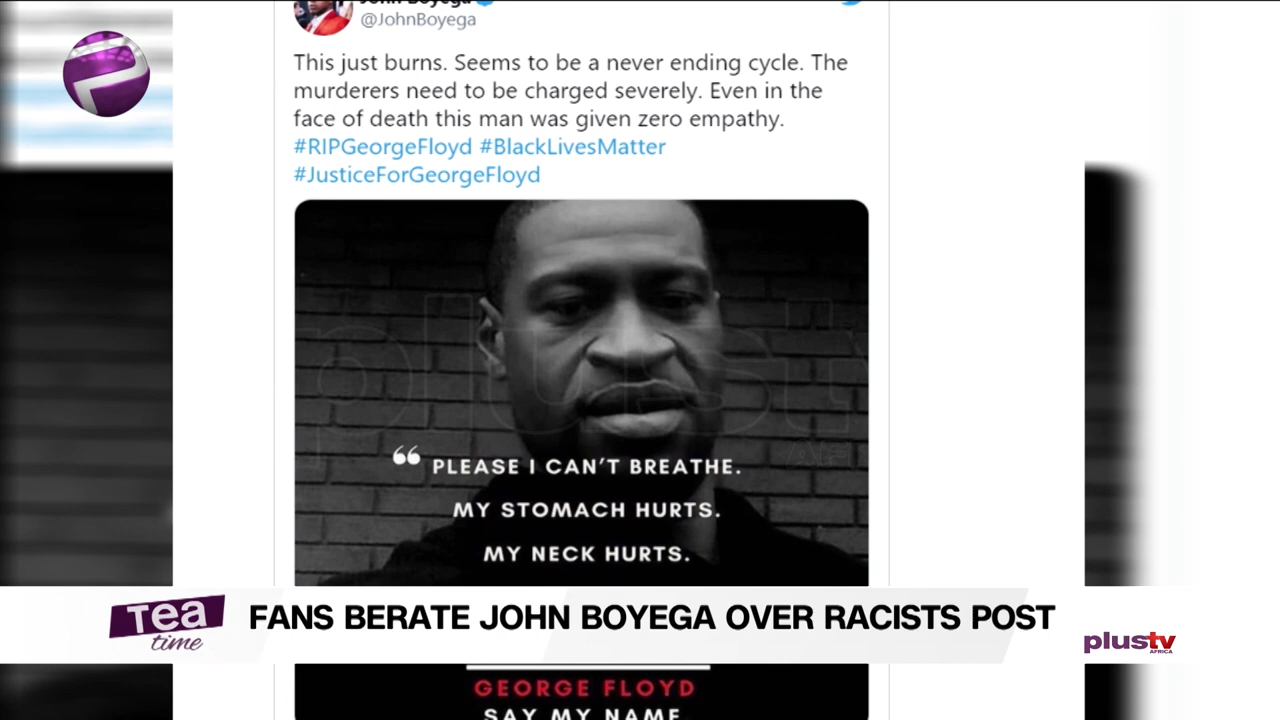 John Boyega
@JohnBoyega
This just burns. Seems to be a never ending cycle. The
murderers need to be charged severely. Even in the
face of death this man was given zero empathy.
#RIPGeorgeFloyd #BlackLivesMatter
#JusticeForGeorgeFloyd
plustv
“ PLEASE I CAN’T BREATHE.
MY STOMACH HURTS.
MY NECK HURTS.
Tea
time
FANS BERATE JOHN BOYEGA OVER RACISTS POST
plustv
AFRICA
GEORGE FLOYD
SAY MY NAME